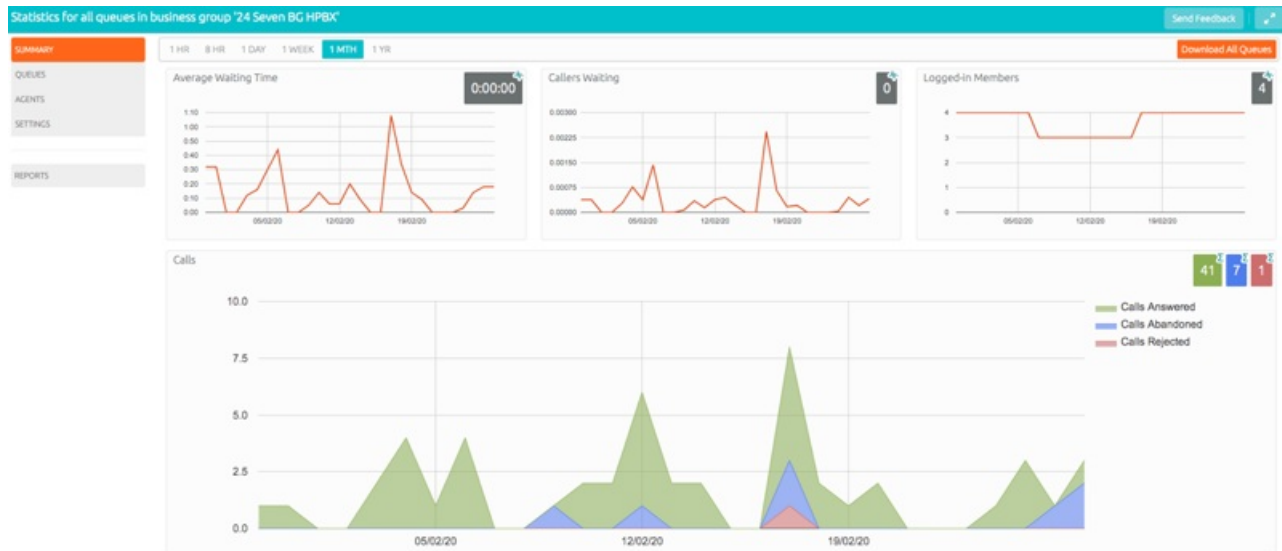 Statistics for all queues in business group '24 Seven BG HPBX'
Send Feedback
SUMMARY
QUEUES
AGENTS
SETTINGS
REPORTS
1 HR 8 HR 1 DAY 1 WEEK 1 MTH 1 YR
Download All Queues
Average Waiting Time
0:00:00
1:10
1:00
0:50
0:40
0:30
0:20
0:10
0:00
05/02/20 12/02/20 19/02/20
Callers Waiting
0
0.00300
0.00225
0.00150
0.00075
0.00000
05/02/20 12/02/20 19/02/20
Logged-in Members
4
4
3
2
1
0
05/02/20 12/02/20 19/02/20
Calls
41 7 1
Σ Σ Σ
10.0
7.5
5.0
2.5
0.0
05/02/20 12/02/20 19/02/20
Calls Answered
Calls Abandoned
Calls Rejected